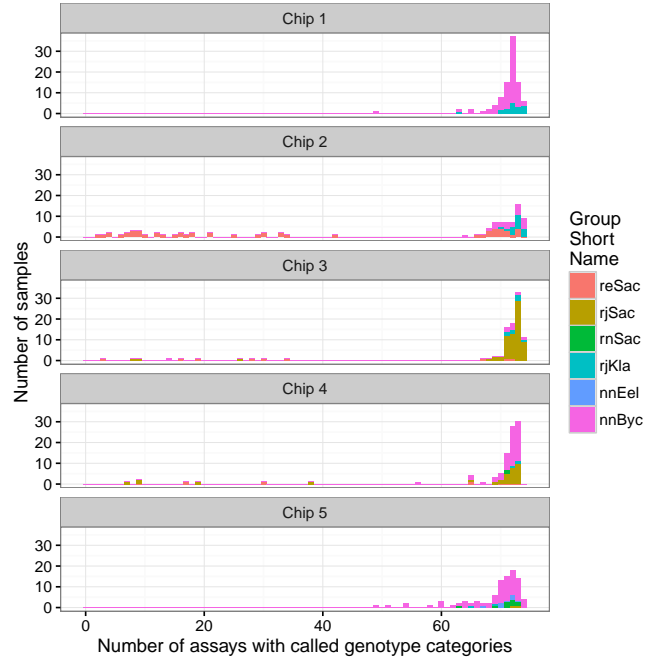 Chip 1
30
20
10
0
Chip 2
30
20
10
0
Chip 3
30
20
10
0
Chip 4
30
20
10
0
Chip 5
30
20
10
0
0 20 40 60
Number of assays with called genotype categories
Number of samples
Group
Short
Name
reSac
rjSac
rnSac
rjKla
nnEel
nnByc